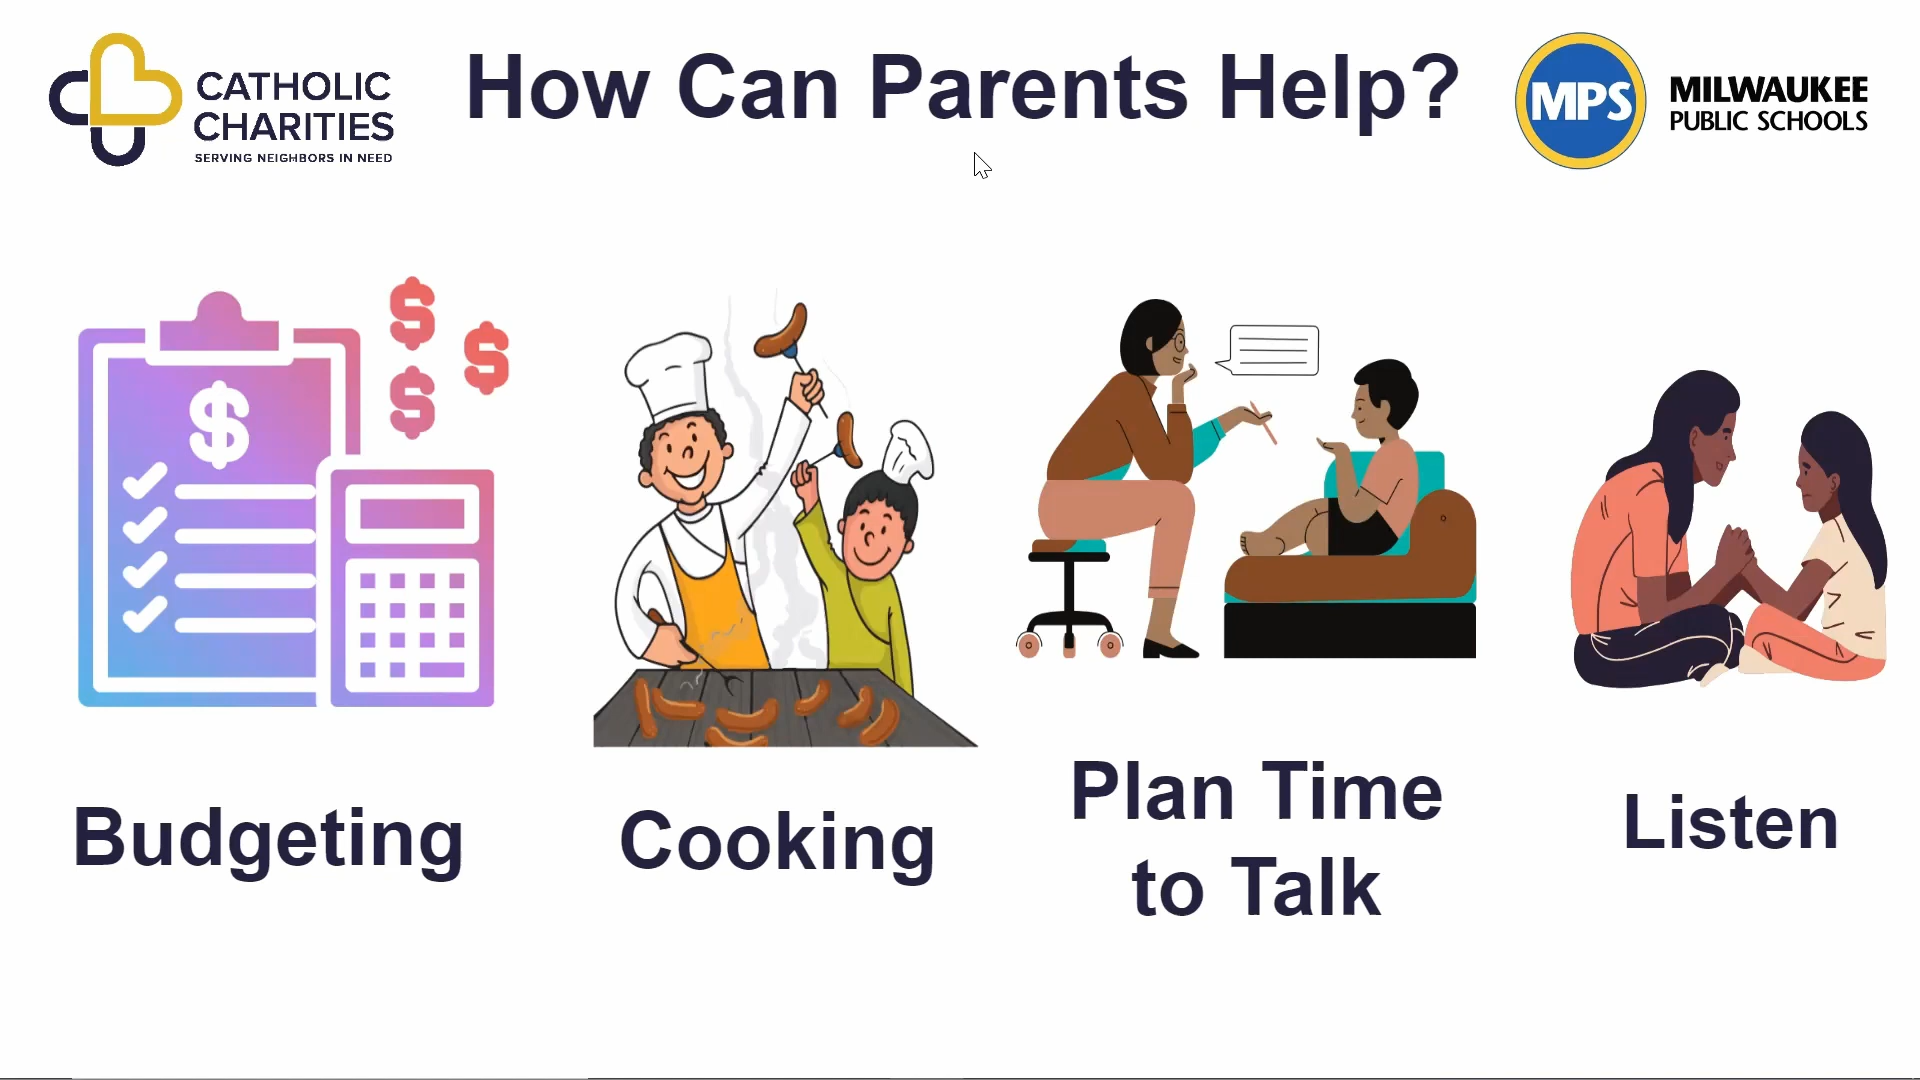 CATHOLIC
CHARITIES
SERVING NEIGHBORS IN NEED
How Can Parents Help?
MPS
MILWAUKEE
PUBLIC SCHOOLS
$
$
$
$
Budgeting
Cooking
Plan Time
to Talk
Listen